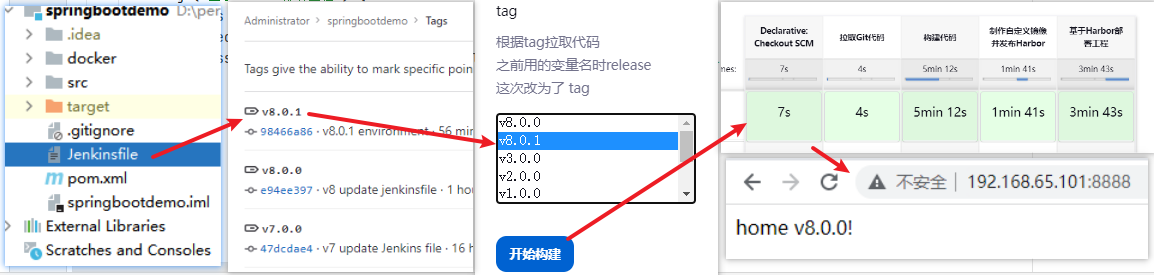 springbootdemo D:\per
.idea
docker
src
target
.gitignore
Jenkinsfile
pom.xml
springbootdemo.iml
External Libraries
Scratches and Consoles
Administrator > springbootdemo > Tags
Tags give the ability to mark specific poin
v8.0.1
98466a86 · v8.0.1 environment · 56 min
v8.0.0
e94ee397 · v8 update jenkinsfile · 1 hou
v7.0.0
47dcdae4 · v7 update Jenkins file · 16 h
tag
根据tag拉取代码
之前用的变量名时release
这次改为了 tag
v8.0.0
v8.0.1
v3.0.0
v2.0.0
v1.0.0
开始构建
Declarative: Checkout SCM
拉取Git代码
构建代码
制作自定义镜像并发布Harbor
基于Harbor部署工程
mes:
7s 4s 5min 12s 1min 41s 3min 43s
7s 4s 5min 12s 1min 41s 3min 43s
不安全 | 192.168.65.101:8888
home v8.0.0!